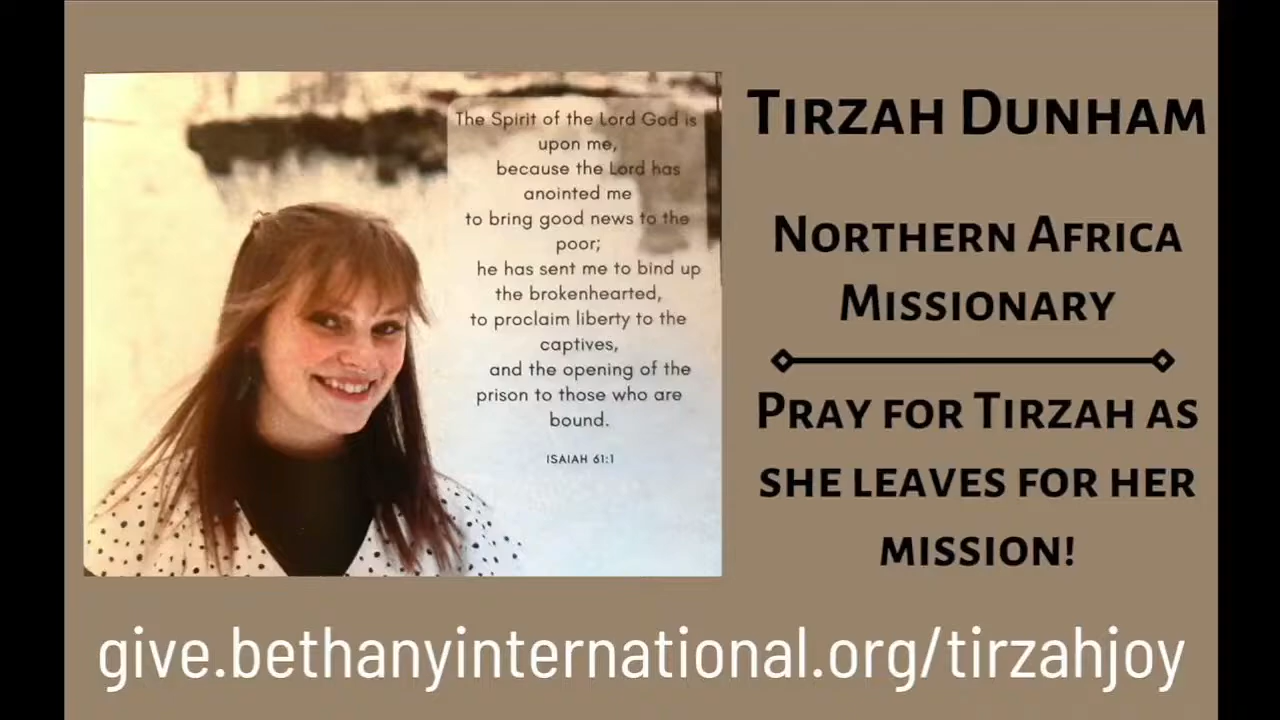 The Spirit of the Lord God is
upon me,
because the Lord has
anointed me
to bring good news to the
poor;
he has sent me to bind up
the brokenhearted,
to proclaim liberty to the
captives,
and the opening of the
prison to those who are
bound.
ISAIAH 61:1
TIRZAH DUNHAM
NORTHERN AFRICA
MISSIONARY
PRAY FOR TIRZAH AS
SHE LEAVES FOR HER
MISSION!
give.bethanyinternational.org/tirzahjoy